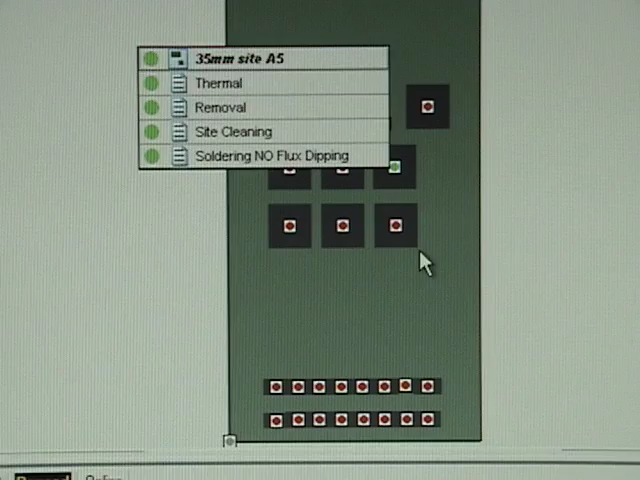 35mm site A5
Thermal
Removal
Site Cleaning
Soldering NO Flux Dipping